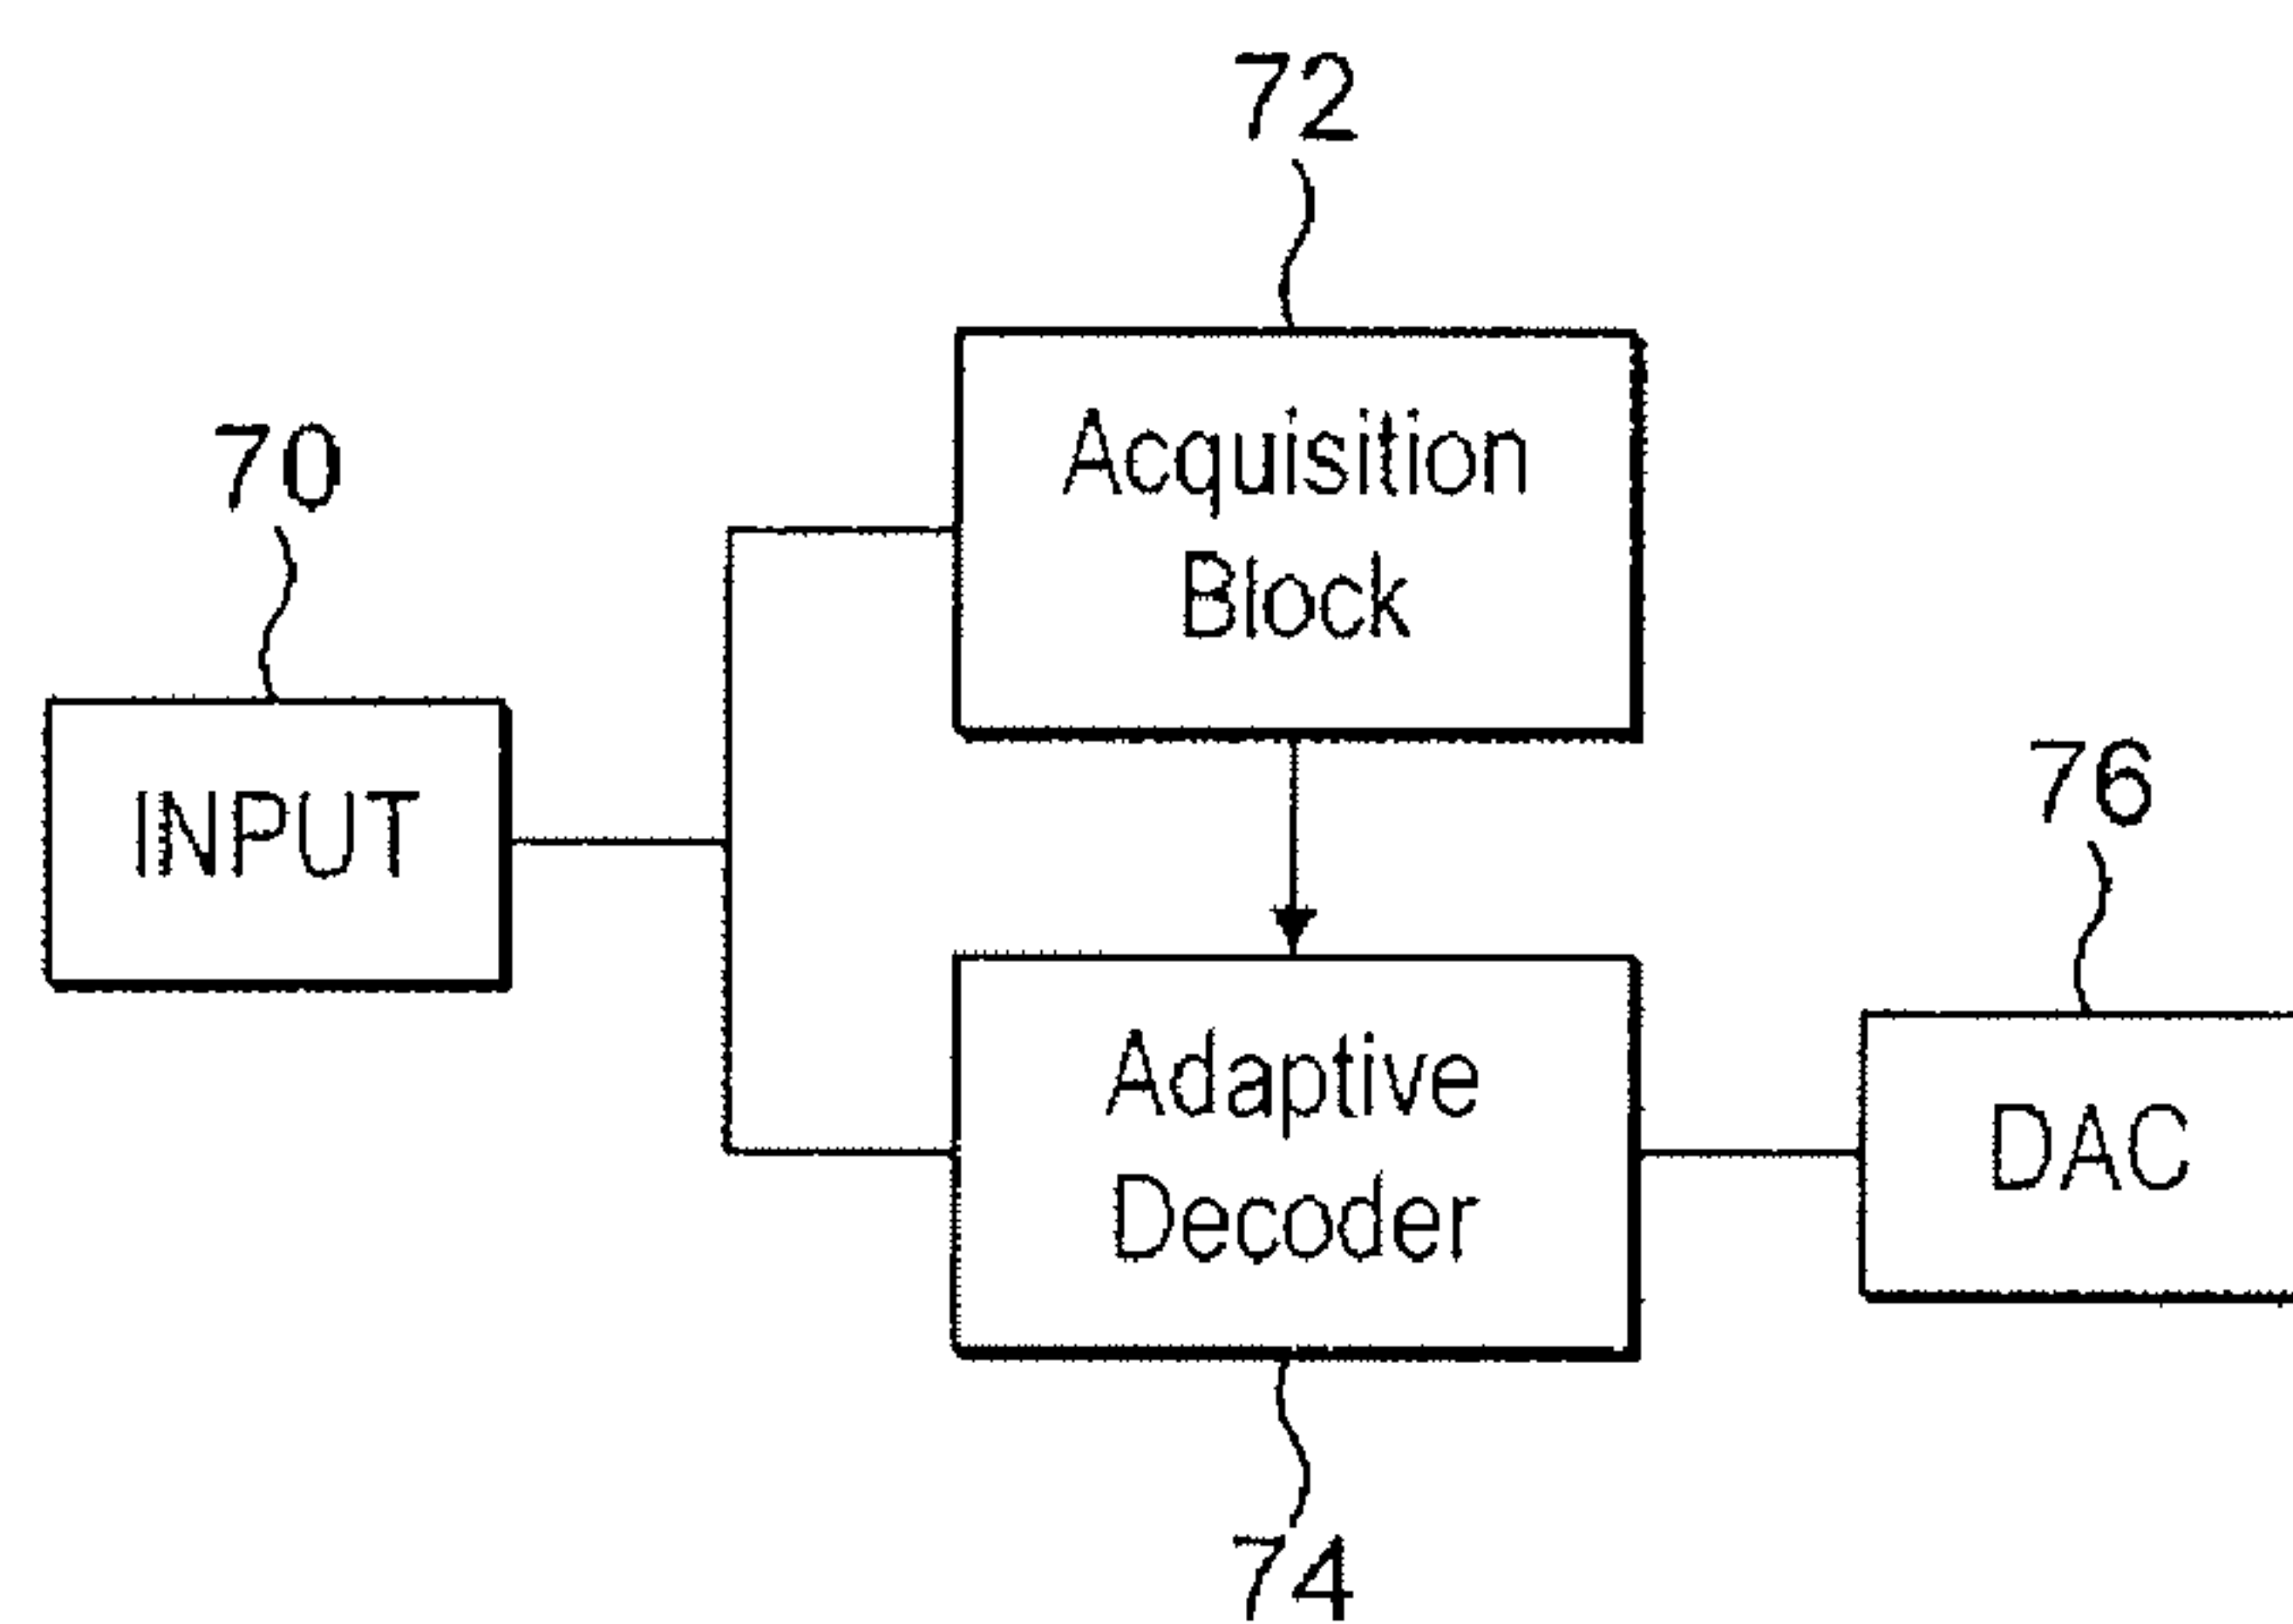 72
Acquisition
Block
70
INPUT
76
Adaptive
Decoder
DAC
74